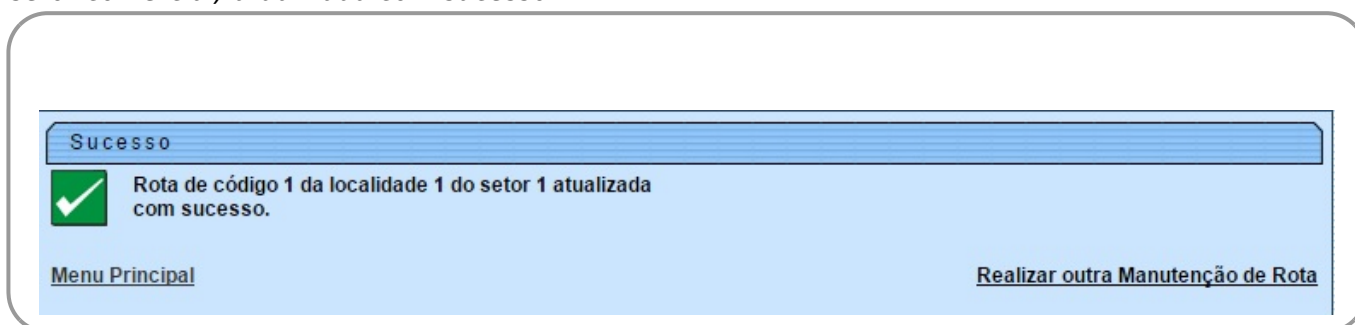 Sucesso
Rota de código 1 da localidade 1 do setor 1 atualizada
com sucesso.
Menu Principal
Realizar outra Manutenção de Rota